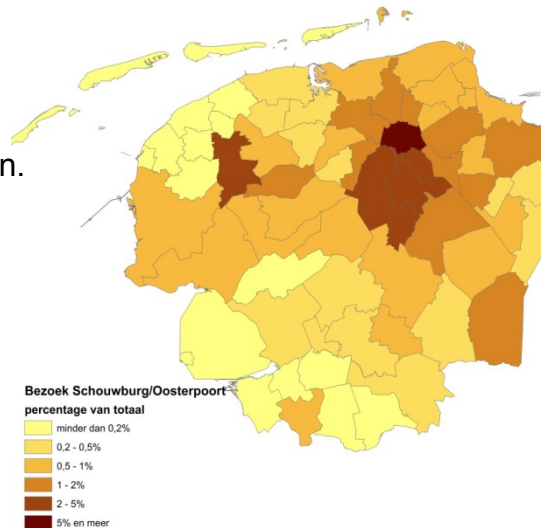 n.
Bezoek Schouwburg/Oosterpoort
percentage van totaal
minder dan 0,2%
0,2 - 0,5%
0,5 - 1%
1 - 2%
2 - 5%
5% en meer